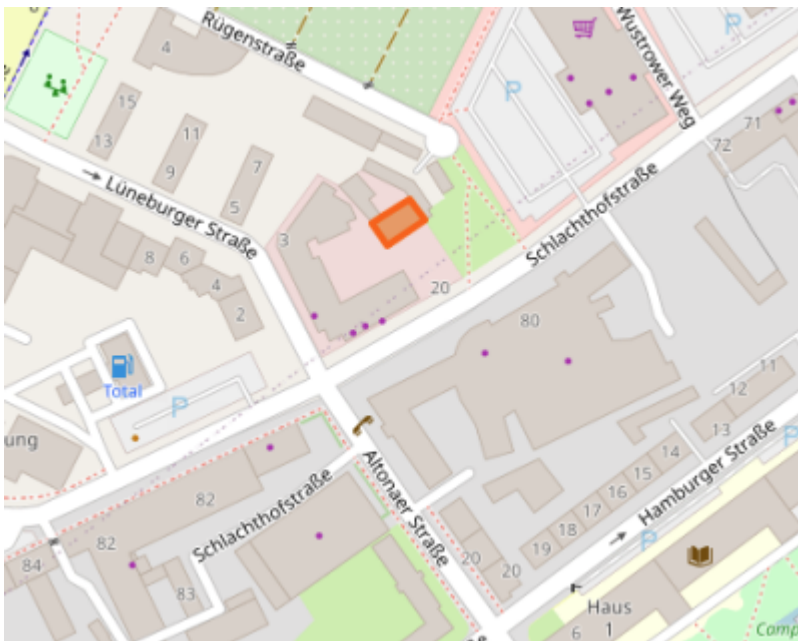 Rügenstraße
4
Wustrower Weg
P
P
15
13
11
9
7
5
71
72
Lüneburger Straße
Schlachthofstraße
3
8
6
4
2
20
80
Total
P
ung
11
12
13
14
15
16
17
18
19
Hamburger Straße
P
P
Altonaer Straße
Schlachthofstraße
82
82
83
84
20
20
Haus
1
6
Camp